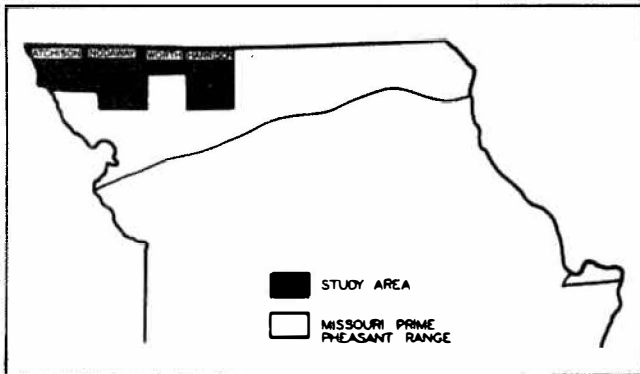 ATCHISON NODAWAY WORTH HARRISON
STUDY AREA
MISSOURI PRIME
PHEASANT RANGE